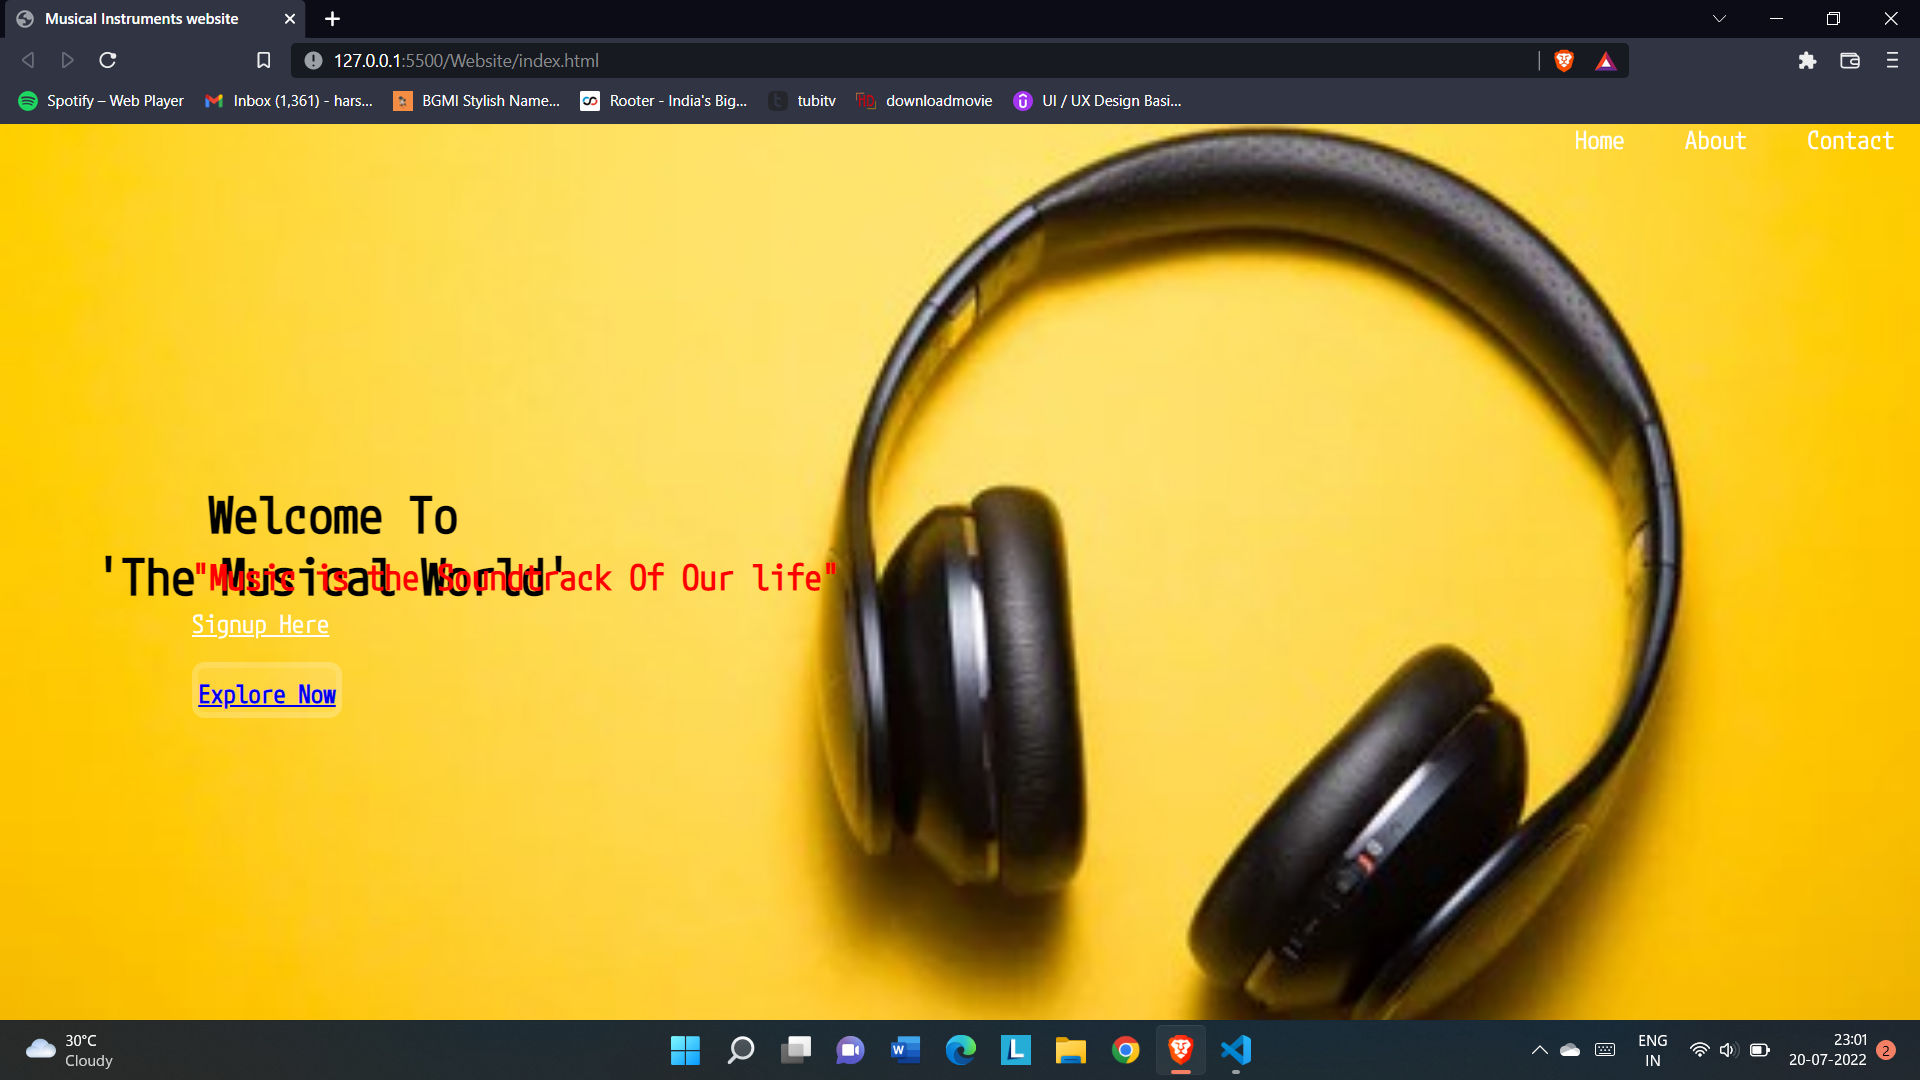 Musical Instruments website
127.0.0.1:5500/Website/index.html
Spotify – Web Player
Inbox (1,361) - hars...
BGMI Stylish Name...
Rooter - India's Big...
tubitv
downloadmovie
UI / UX Design Basi...
Home About Contact
Welcome To
'The Musical World'
"Music is the Soundtrack Of Our life"
Signup Here
Explore Now
30°C
Cloudy
ENG
IN
23:01
20-07-2022
2